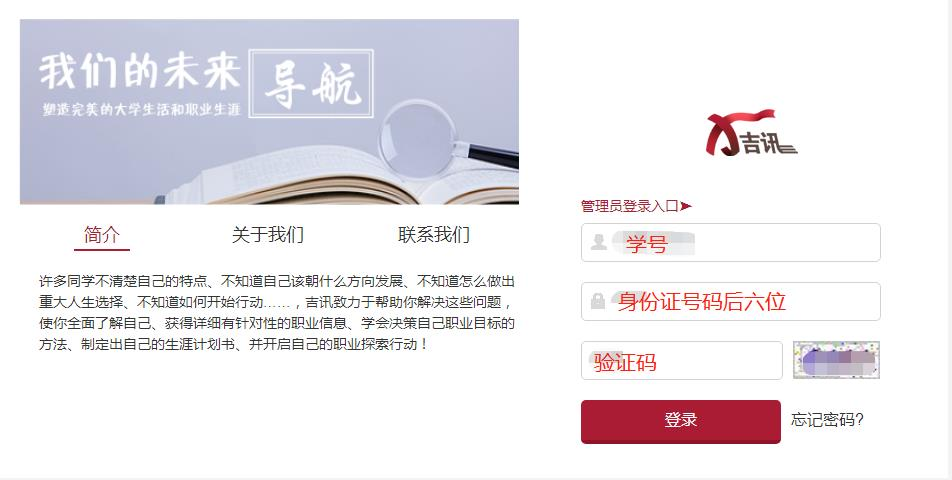 我们的未来 导航
塑造完美的大学生活和职业生涯
吉讯
简介 关于我们 联系我们
许多同学不清楚自己的特点、不知道自己该朝什么方向发展、不知道怎么做出
重大人生选择、不知道如何开始行动......，吉讯致力于帮助你解决这些问题，
使你全面了解自己、获得详细有针对性的职业信息、学会决策自己职业目标的
方法、制定出自己的生涯计划书、并开启自己的职业探索行动！
管理员登录入口➤
学号
身份证号码后六位
验证码
登录 忘记密码?